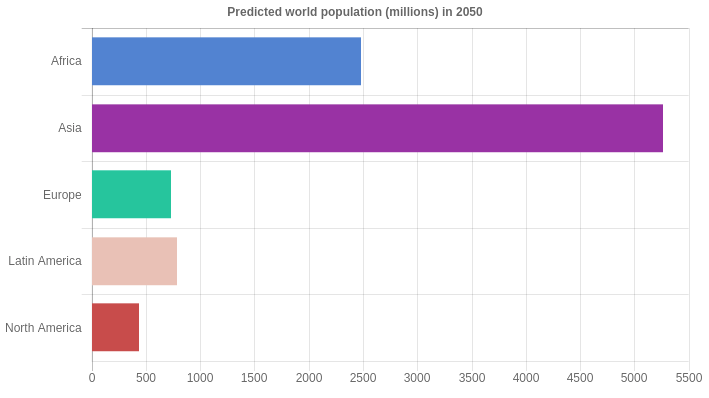 Predicted world population (millions) in 2050
Africa
Asia
Europe
Latin America
North America
0 500 1000 1500 2000 2500 3000 3500 4000 4500 5000 5500